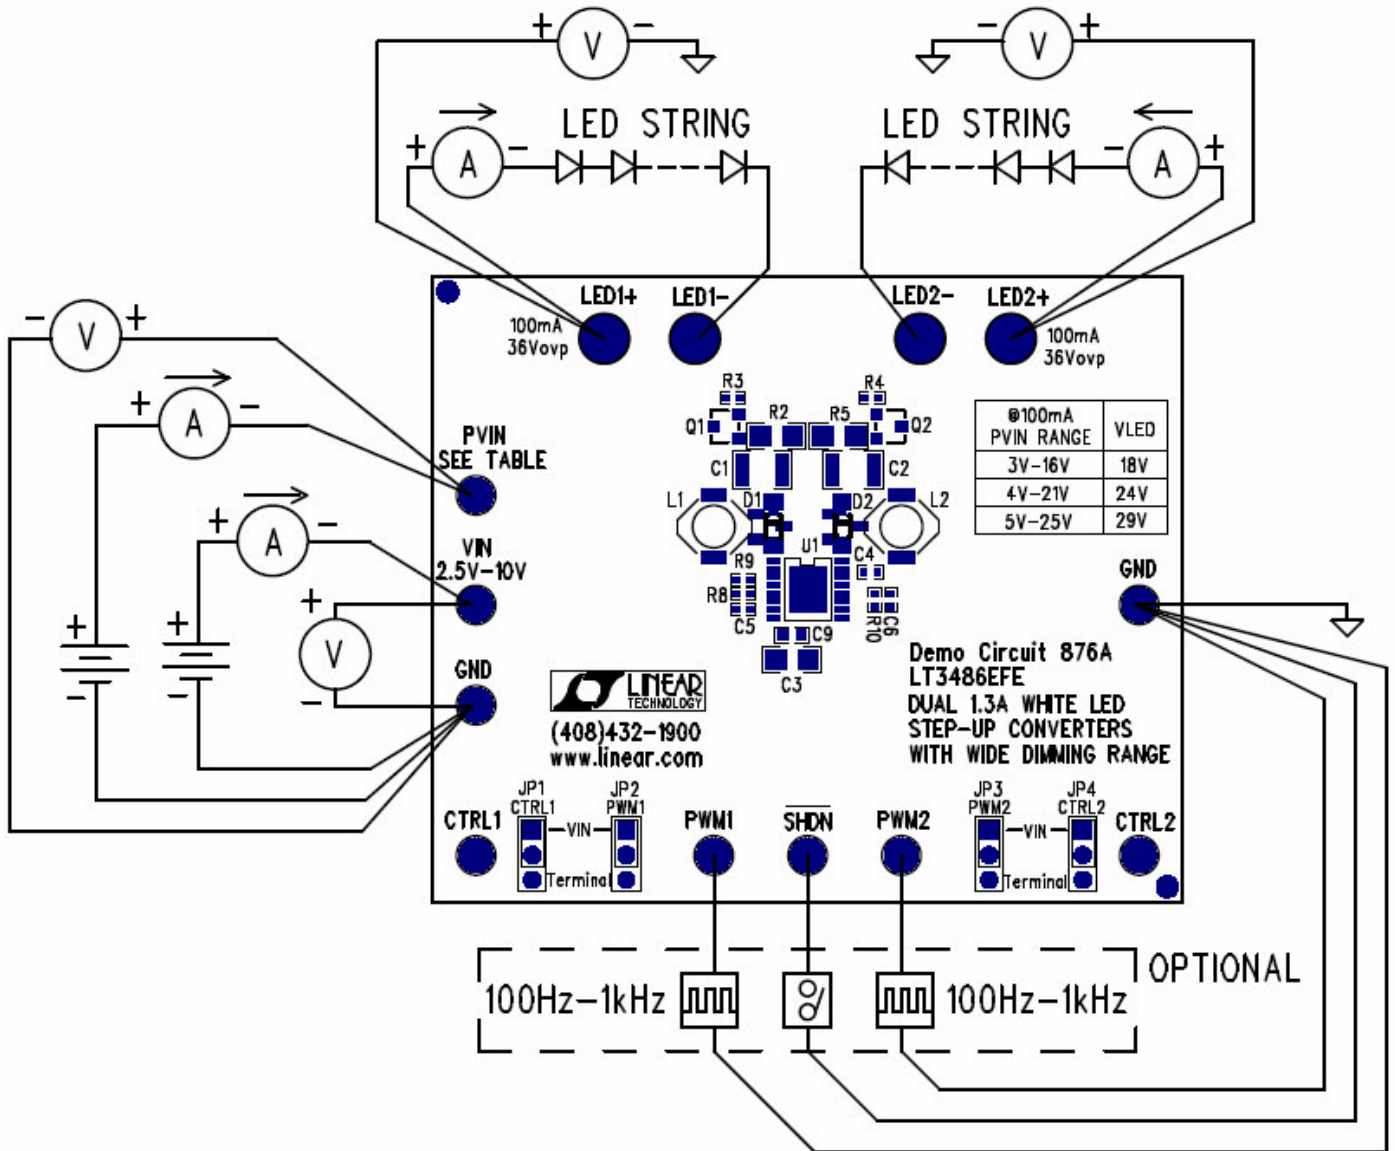 + V -
- V +
LED STRING
LED STRING
+ A -
- A +
LED1+
LED1-
LED2-
LED2+
100mA
36Vovp
100mA
36Vovp
- V +
+ A -
PVIN
SEE TABLE
R3
R4
Q1
R2
R5
Q2
C1
C2
L1
D1
D2
L2
U1
@100mA
PVIN RANGE
VLED
3V-16V 18V
4V-21V 24V
5V-25V 29V
+ A -
VIN
2.5V-10V
R9
R8
C5
C4
R10
C6
C9
C3
GND
+
-
+
-
+
V
-
GND
LINEAR
TECHNOLOGY
(408)432-1900
www.linear.com
Demo Circuit 876A
LT3486EFE
DUAL 1.3A WHITE LED
STEP-UP CONVERTERS
WITH WIDE DIMMING RANGE
JP1
CTRL1
JP2
PWM1
JP3
PWM2
JP4
CTRL2
CTRL1
VIN
Terminal
PWM1
SHDN
PWM2
VIN
Terminal
CTRL2
OPTIONAL
100Hz-1kHz
100Hz-1kHz